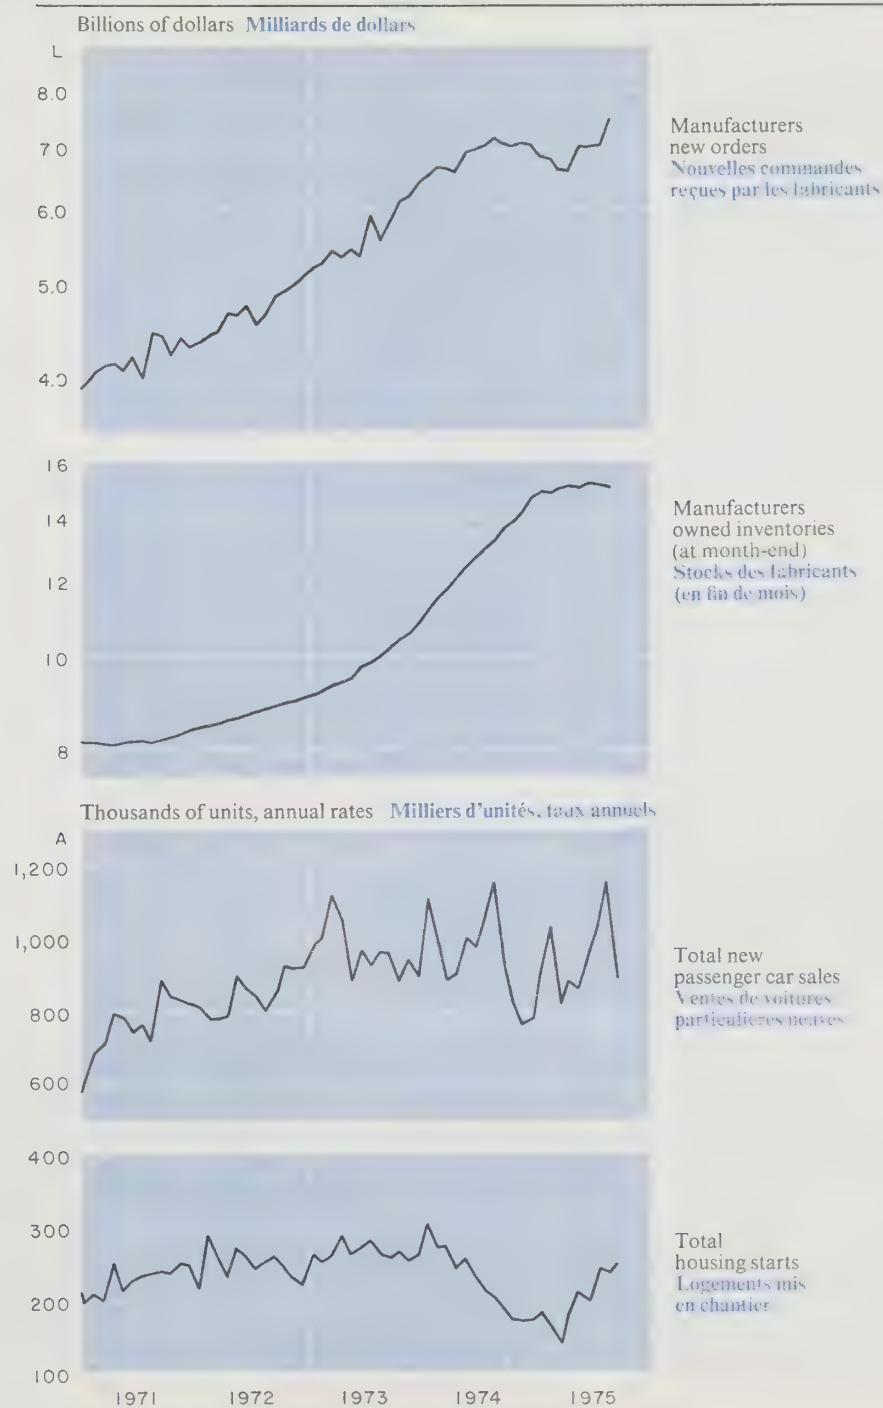 Billions of dollars Milliards de dollars
L
8.0
7.0
6.0
5.0
4.0
Manufacturers
new orders
Nouvelles commandes
reçues par les fabricants
16
14
12
10
8
Manufacturers
owned inventories
(at month-end)
Stocks des fabricants
(en fin de mois)
Thousands of units, annual rates Milliers d'unités, taux annuels
A
1,200
1,000
800
600
Total new
passenger car sales
Ventes de voitures
particulières neuves
400
300
200
100
Total
housing starts
Logements mis
en chantier
1971 1972 1973 1974 1975